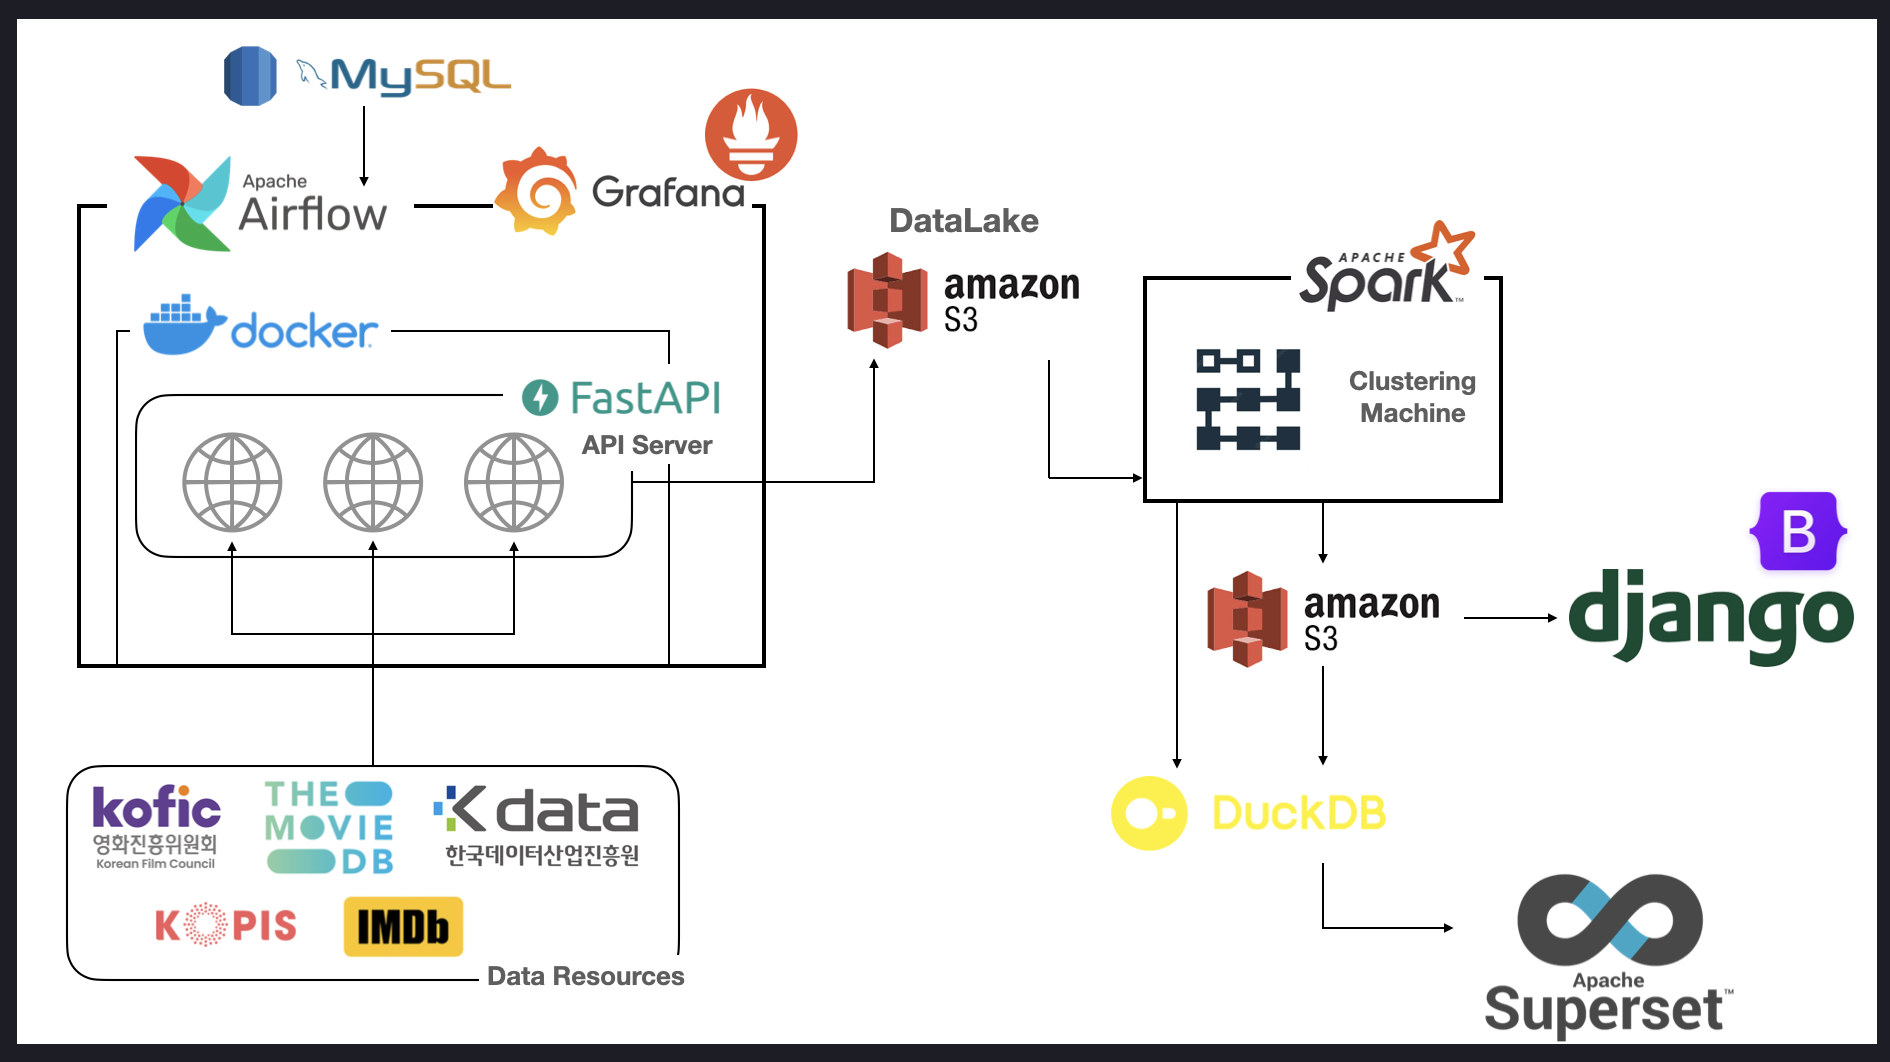 MySQL
Apache
Airflow
Grafana
docker
FastAPI
API Server
DataLake
amazon
S3
APACHE
Spark™
Clustering
Machine
amazon
S3
B
django
DuckDB
Apache
Superset™
kofic
영화진흥위원회
Korean Film Council
THE
MOVIE
DB
K data
한국데이터산업진흥원
KOPIS
IMDb
Data Resources